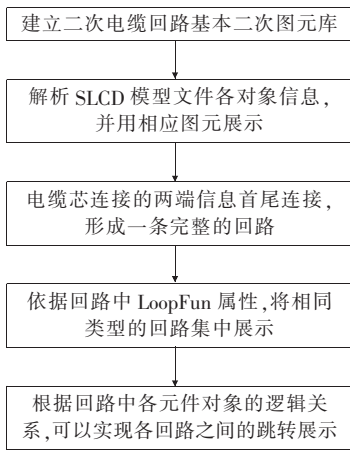 建立二次电缆回路基本二次图元库
解析 SLCD 模型文件各对象信息，
并用相应图元展示
电缆芯连接的两端信息首尾连接，
形成一条完整的回路
依据回路中 LoopFun 属性，将相同
类型的回路集中展示
根据回路中各元件对象的逻辑关
系，可以实现各回路之间的跳转展示